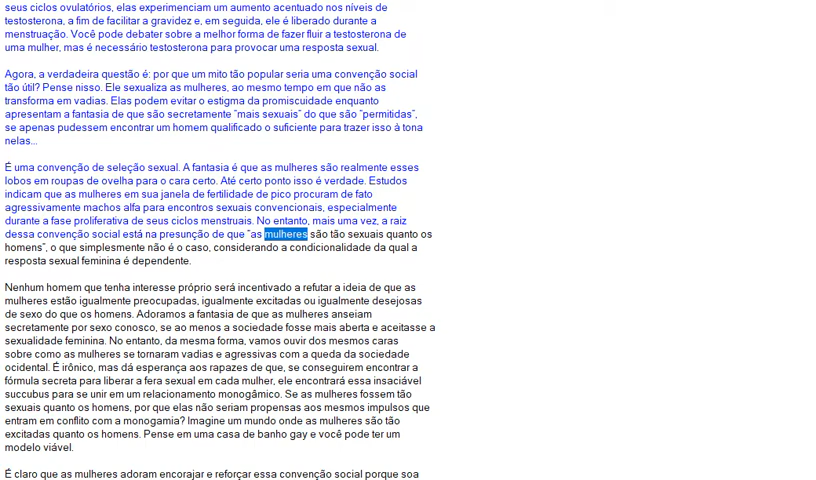 seus ciclos ovulatórios, elas experimenciam um aumento acentuado nos níveis de
testosterona, a fim de facilitar a gravidez e, em seguida, ele é liberado durante a
menstruação. Você pode debater sobre a melhor forma de fazer fluir a testosterona de
uma mulher, mas é necessário testosterona para provocar uma resposta sexual.
Agora, a verdadeira questão é: por que um mito tão popular seria uma convenção social
tão útil? Pense nisso. Ele sexualiza as mulheres, ao mesmo tempo em que não as
transforma em vadias. Elas podem evitar o estigma da promiscuidade enquanto
apresentam a fantasia de que são secretamente "mais sexuais" do que são "permitidas",
se apenas pudessem encontrar um homem qualificado o suficiente para trazer isso à tona
nelas...
É uma convenção de seleção sexual. A fantasia é que as mulheres são realmente esses
lobos em roupas de ovelha para o cara certo. Até certo ponto isso é verdade. Estudos
indicam que as mulheres em sua janela de fertilidade de pico procuram de fato
agressivamente machos alfa para encontros sexuais convencionais, especialmente
durante a fase proliferativa de seus ciclos menstruais. No entanto, mais uma vez, a raiz
dessa convenção social está na presunção de que "as mulheres são tão sexuais quanto os
homens", o que simplesmente não é o caso, considerando a condicionalidade da qual a
resposta sexual feminina é dependente.
Nenhum homem que tenha interesse próprio será incentivado a refutar a ideia de que as
mulheres estão igualmente preocupadas, igualmente excitadas ou igualmente desejosas
de sexo do que os homens. Adoramos a fantasia de que as mulheres anseiam
secretamente por sexo conosco, se ao menos a sociedade fosse mais aberta e aceitasse a
sexualidade feminina. No entanto, da mesma forma, vamos ouvir dos mesmos caras
sobre como as mulheres se tornaram vadias e agressivas com a queda da sociedade
ocidental. É irônico, mas dá esperança aos rapazes de que, se conseguirem encontrar a
fórmula secreta para liberar a fera sexual em cada mulher, ele encontrará essa insaciável
succubus para se unir em um relacionamento monogâmico. Se as mulheres fossem tão
sexuais quanto os homens, por que elas não seriam propensas aos mesmos impulsos que
entram em conflito com a monogamia? Imagine um mundo onde as mulheres são tão
excitadas quanto os homens. Pense em uma casa de banho gay e você pode ter um
modelo viável.
É claro que as mulheres adoram encorajar e reforçar essa convenção social porque soa